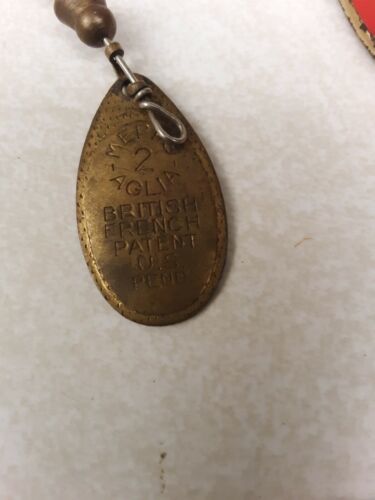 2
AGLIA
BRITISH
FRENCH
PATENT
U.S.
PEND